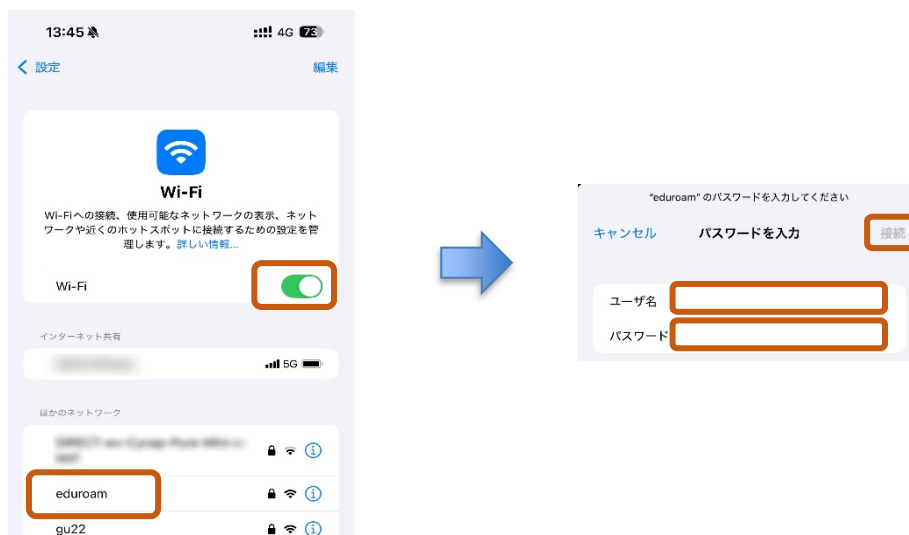 13:45
4G 73
設定
編集
Wi-Fi
Wi-Fiへの接続、使用可能なネットワークの表示、ネット
ワークや近くのホットスポットに接続するための設定を管
理します。詳しい情報...
Wi-Fi
インターネット共有
5G
ほかのネットワーク
eduroam
gu22
"eduroam" のパスワードを入力してください
キャンセル
パスワードを入力
接続
ユーザ名
パスワード